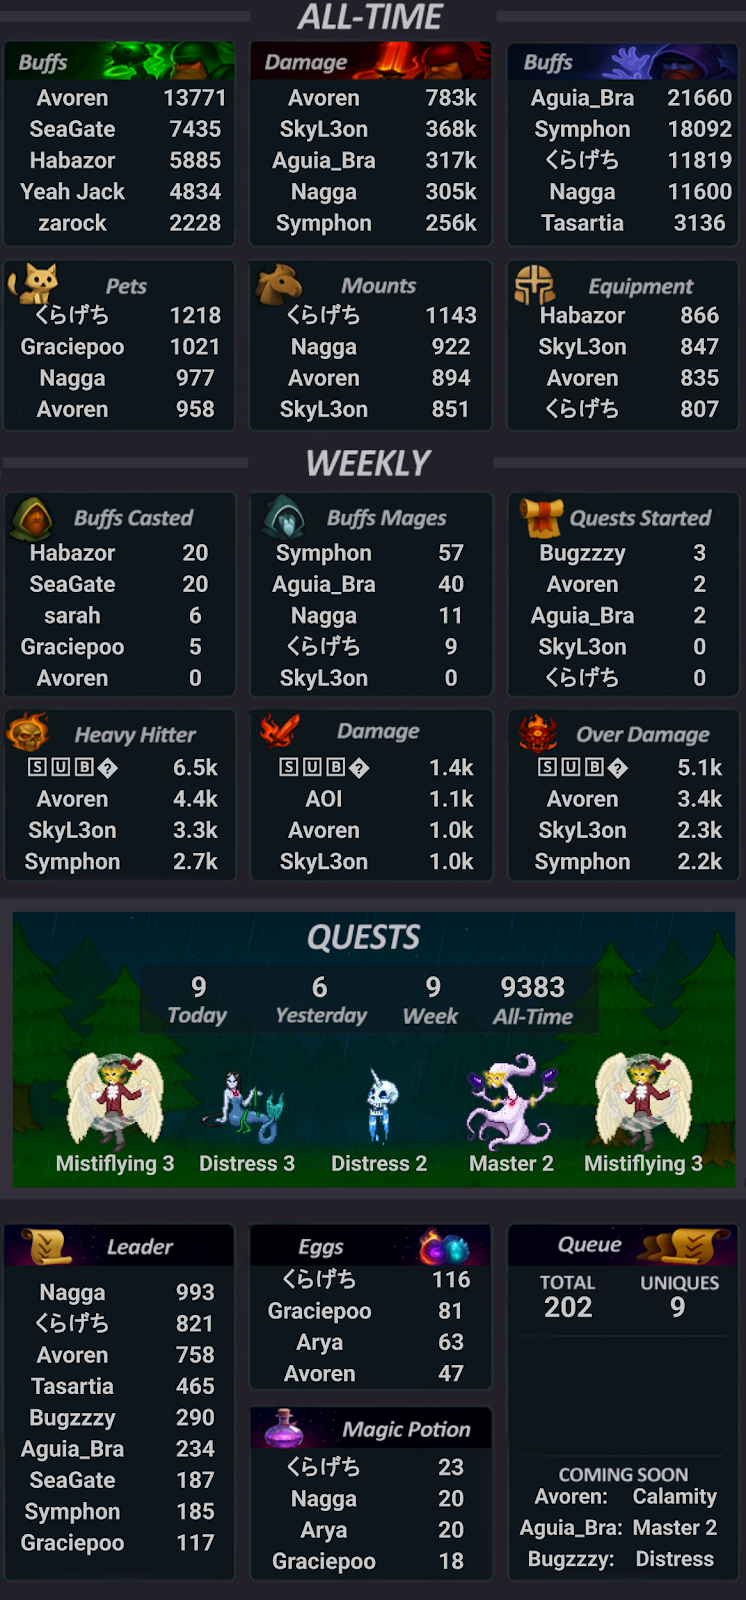 ALL-TIME
Buffs
Avoren 13771
SeaGate 7435
Habazor 5885
Yeah Jack 4834
zarock 2228
Damage
Avoren 783k
SkyL3on 368k
Aguia_Bra 317k
Nagga 305k
Symphon 256k
Buffs
Aguia_Bra 21660
Symphon 18092
くらげち 11819
Nagga 11600
Tasartia 3136
Pets
くらげち 1218
Graciepoo 1021
Nagga 977
Avoren 958
Mounts
くらげち 1143
Nagga 922
Avoren 894
SkyL3on 851
Equipment
Habazor 866
SkyL3on 847
Avoren 835
くらげち 807
WEEKLY
Buffs Casted
Habazor 20
SeaGate 20
sarah 6
Graciepoo 5
Avoren 0
Buffs Mages
Symphon 57
Aguia_Bra 40
Nagga 11
くらげち 9
SkyL3on 0
Quests Started
Bugzzzy 3
Avoren 2
Aguia_Bra 2
SkyL3on 0
くらげち 0
Heavy Hitter
🅂🅄🄱� 6.5k
Avoren 4.4k
SkyL3on 3.3k
Symphon 2.7k
Damage
🅂🅄🄱� 1.4k
AOI 1.1k
Avoren 1.0k
SkyL3on 1.0k
Over Damage
🅂🅄🄱� 5.1k
Avoren 3.4k
SkyL3on 2.3k
Symphon 2.2k
QUESTS
9 6 9 9383
Today Yesterday Week All-Time
Mistiflying 3 Distress 3 Distress 2 Master 2 Mistiflying 3
Leader
Nagga 993
くらげち 821
Avoren 758
Tasartia 465
Bugzzzy 290
Aguia_Bra 234
SeaGate 187
Symphon 185
Graciepoo 117
Eggs
くらげち 116
Graciepoo 81
Arya 63
Avoren 47
Magic Potion
くらげち 23
Nagga 20
Arya 20
Graciepoo 18
Queue
TOTAL UNIQUES
202 9
COMING SOON
Avoren: Calamity
Aguia_Bra: Master 2
Bugzzzy: Distress